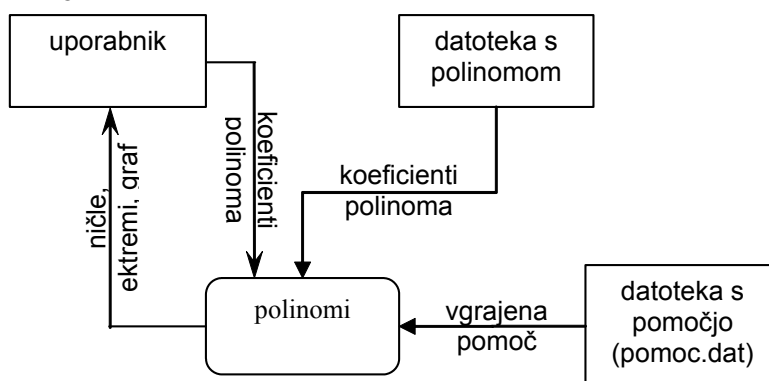 uporabnik
datoteka s
polinomom
koeficienti
polinoma
ničle,
ektremi, graf
koeficienti
polinoma
polinomi
vgrajena
pomoč
datoteka s
pomočjo
(pomoc.dat)